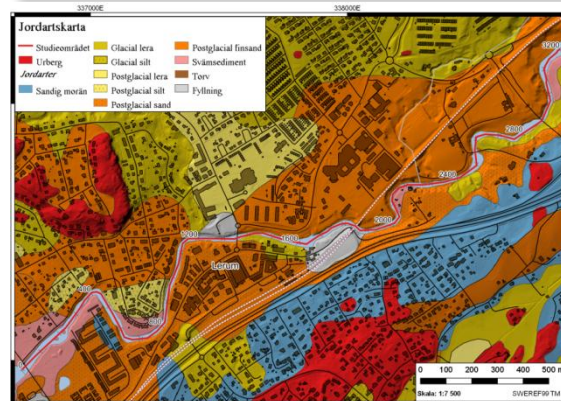 337000E
338000E
Jordartskarta
Studieområdet
Urberg
Jordarter
Sandig morän
Glacial lera
Glacial silt
Postglacial lera
Postglacial silt
Postglacial sand
Postglacial finsand
Svämsediment
Torv
Fyllning
3200
2800
2400
2000
1600
1200
Lerum
400
800
0 100 200 300 400 500 m
Skala: 1:7 500
SWEREF99 TM